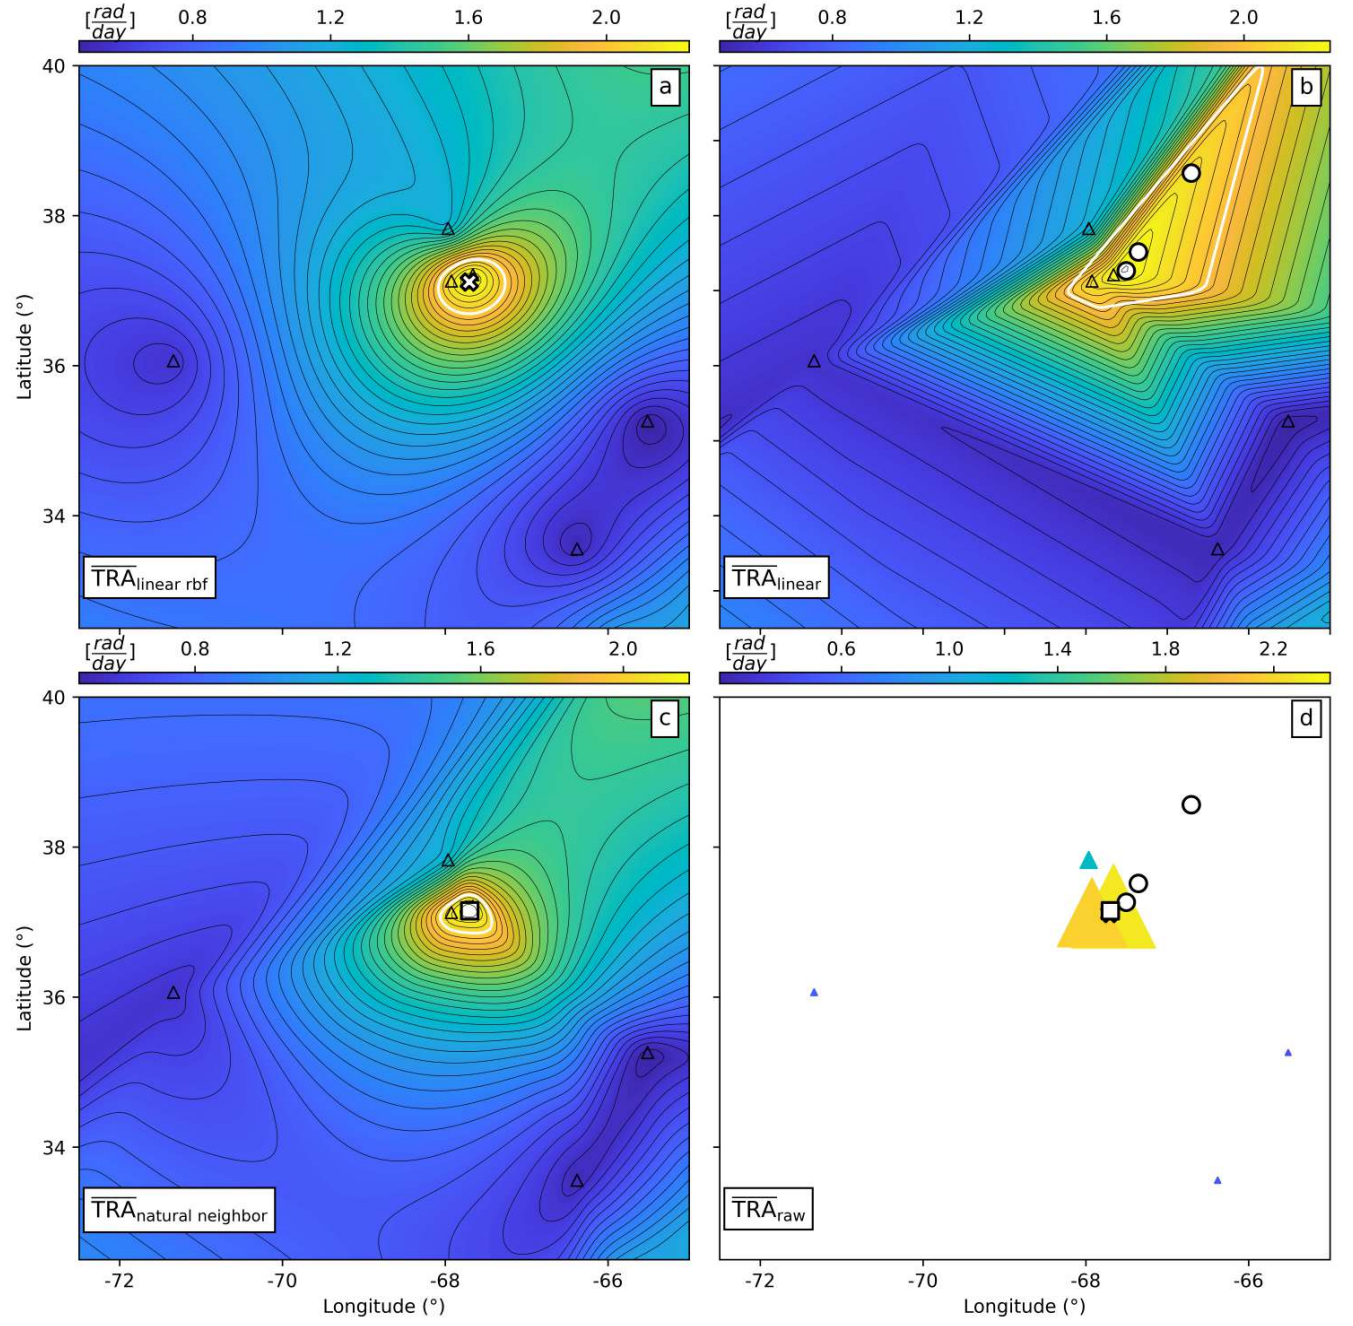 [rad/day] 0.8 1.2 1.6 2.0
[rad/day] 0.8 1.2 1.6 2.0
40
38
36
34
Latitude (°)
a
TRA linear rbf
b
TRA linear
[rad/day] 0.8 1.2 1.6 2.0
[rad/day] 0.6 1.0 1.4 1.8 2.2
40
38
36
34
Latitude (°)
c
TRA natural neighbor
d
TRA raw
-72 -70 -68 -66
Longitude (°)
-72 -70 -68 -66
Longitude (°)